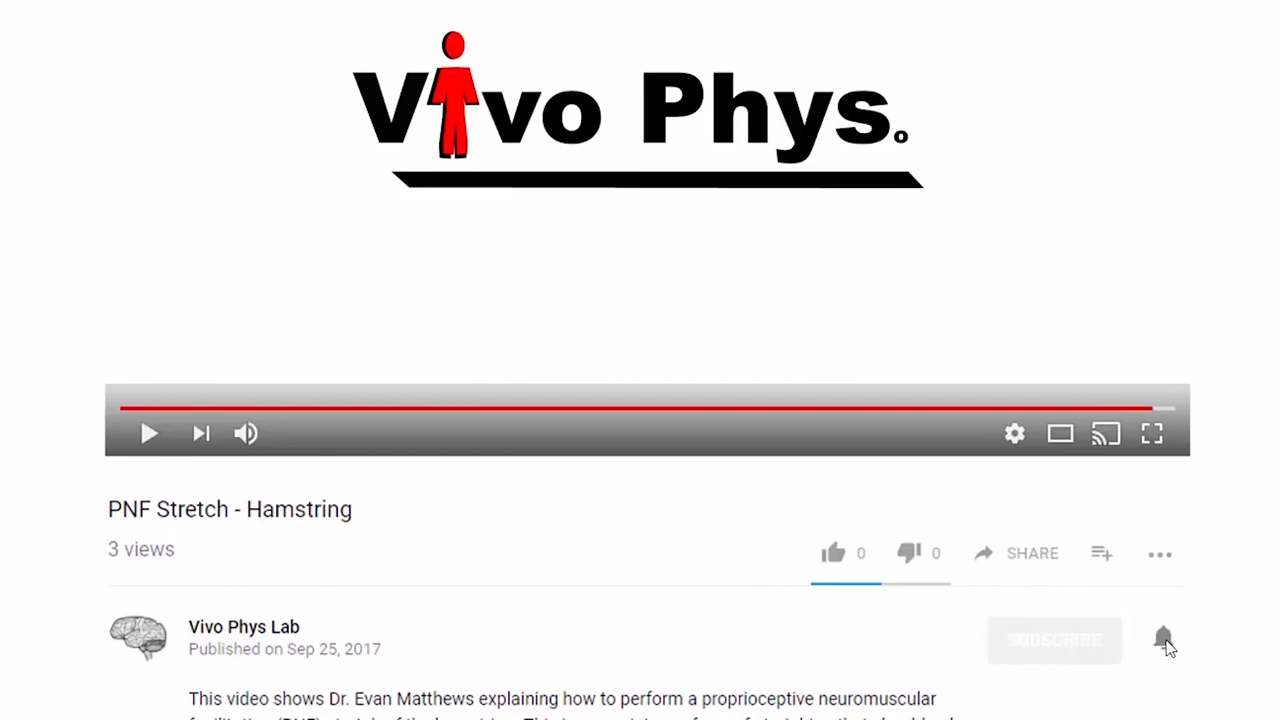 Vivo Phys.
PNF Stretch - Hamstring
3 views
0 0 SHARE
Vivo Phys Lab
SUBSCRIBE
Published on Sep 25, 2017
This video shows Dr. Evan Matthews explaining how to perform a proprioceptive neuromuscular